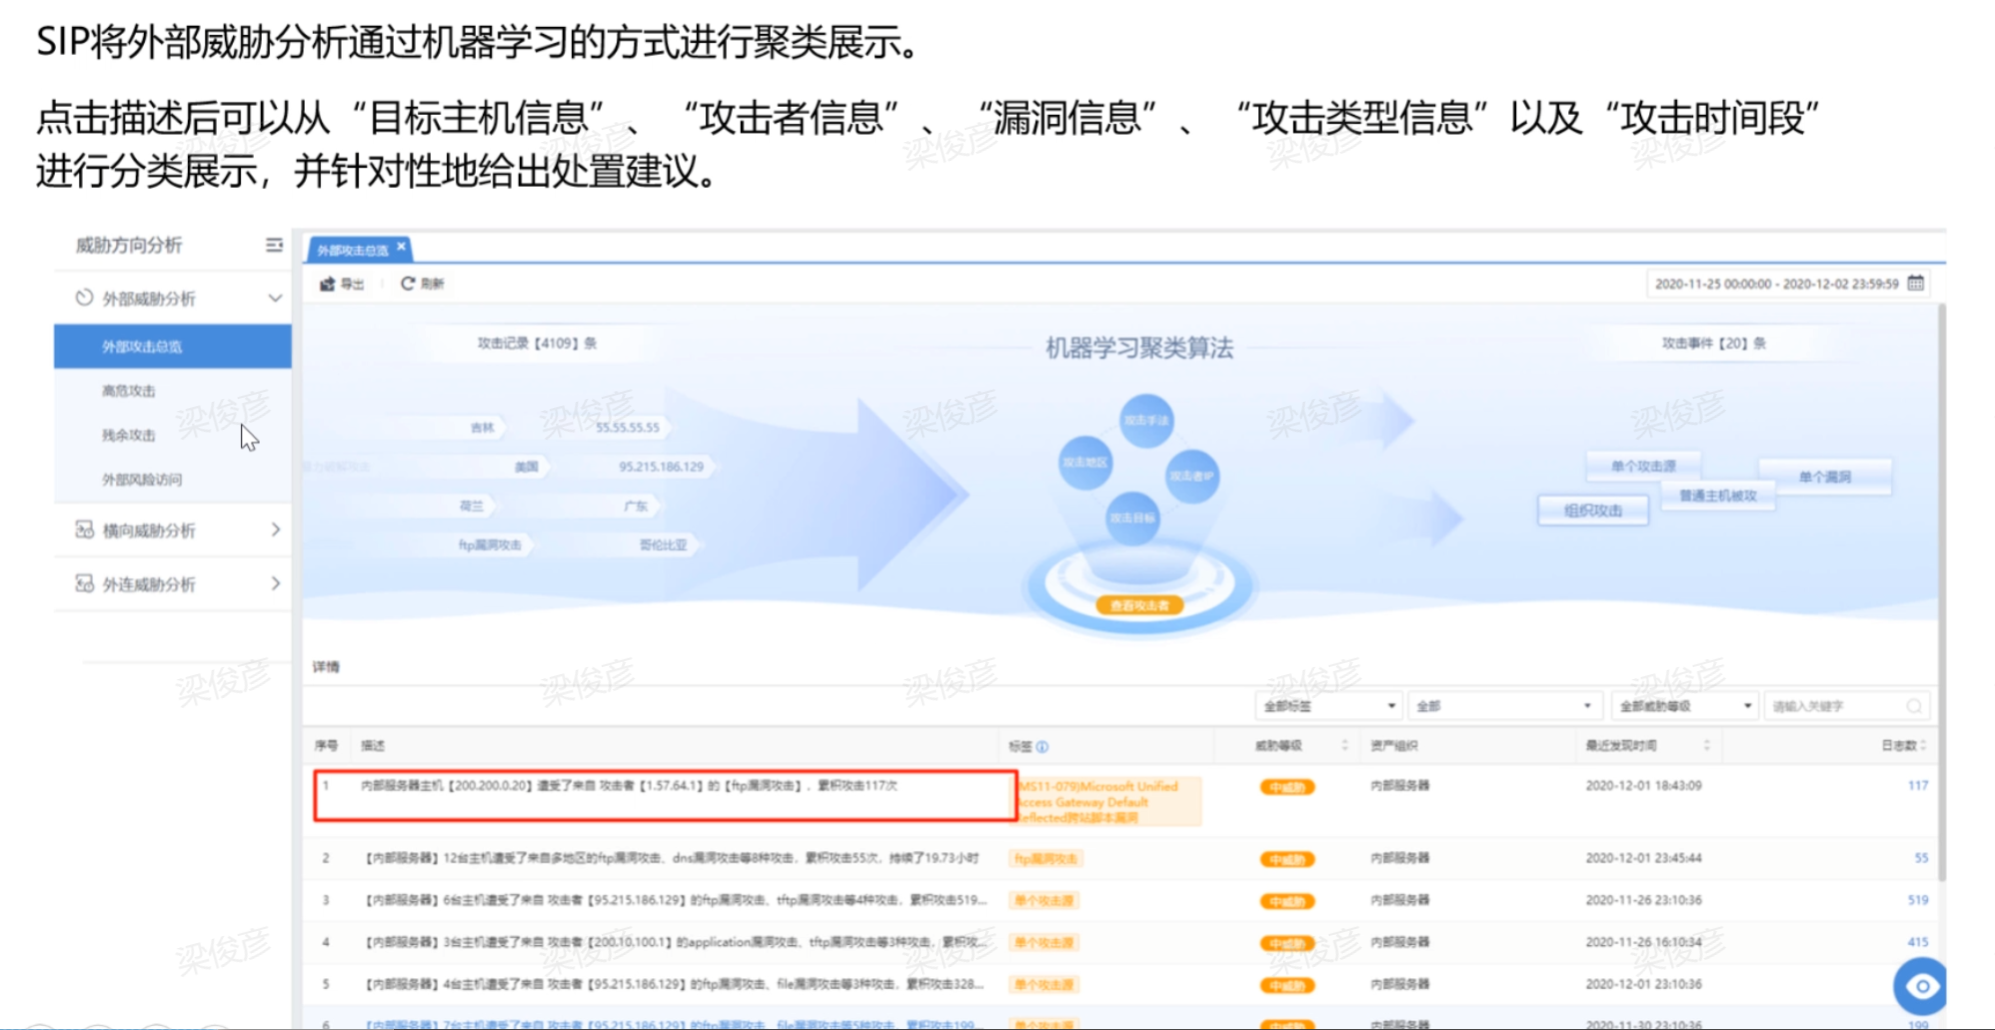 SIP将外部威胁分析通过机器学习的方式进行聚类展示。
点击描述后可以从“目标主机信息”、“攻击者信息”、“漏洞信息”、“攻击类型信息”以及“攻击时间段”
进行分类展示，并针对性地给出处置建议。
威胁方向分析
外部威胁分析
外部攻击总览
高危攻击
残余攻击
外部风险访问
横向威胁分析
外连威胁分析
外部攻击总览
导出 刷新
2020-11-25 00:00:00 - 2020-12-02 23:59:59
攻击记录【4109】条
机器学习聚类算法
攻击事件【20】条
吉林 55.55.55.55
美国 95.215.186.129
荷兰 广东
ftp漏洞攻击 哥伦比亚
攻击手法
攻击地区
攻击者IP
攻击目标
查看攻击者
单个攻击源
单个漏洞
普通主机被攻
组织攻击
详情
全部标签 全部 全部威胁等级 请输入关键字
序号 描述 标签 威胁等级 资产组织 最近发现时间 日志数
1 内部服务器主机【200.200.0.20】遭受了来自 攻击者【1.57.64.1】的【ftp漏洞攻击】，累积攻击117次 MS11-079)Microsoft Unified 中威胁 内部服务器 2020-12-01 18:43:09 117
Access Gateway Default
Reflected跨站脚本漏洞
2 【内部服务器】12台主机遭受了来自多地区的ftp漏洞攻击、dns漏洞攻击等8种攻击，累积攻击55次，持续了19.73小时 ftp漏洞攻击 中威胁 内部服务器 2020-12-01 23:45:44 55
3 【内部服务器】6台主机遭受了来自 攻击者【95.215.186.129】的ftp漏洞攻击、tftp漏洞攻击等4种攻击，累积攻击519... 单个攻击源 中威胁 内部服务器 2020-11-26 23:10:36 519
4 【内部服务器】3台主机遭受了来自 攻击者【200.10.100.1】的application漏洞攻击、tftp漏洞攻击等3种攻击，累积攻... 单个攻击源 中威胁 内部服务器 2020-11-26 16:10:34 415
5 【内部服务器】4台主机遭受了来自 攻击者【95.215.186.129】的ftp漏洞攻击、file漏洞攻击等3种攻击，累积攻击328... 单个攻击源 中威胁 内部服务器 2020-12-01 23:10:36
6 【内部服务器】7台主机遭受了来自 攻击者【95.215.186.129】的ftp漏洞攻击、file漏洞攻击等5种攻击，累积攻击199... 单个攻击源 中威胁 内部服务器 2020-11-30 23:10:36 199
梁俊彦